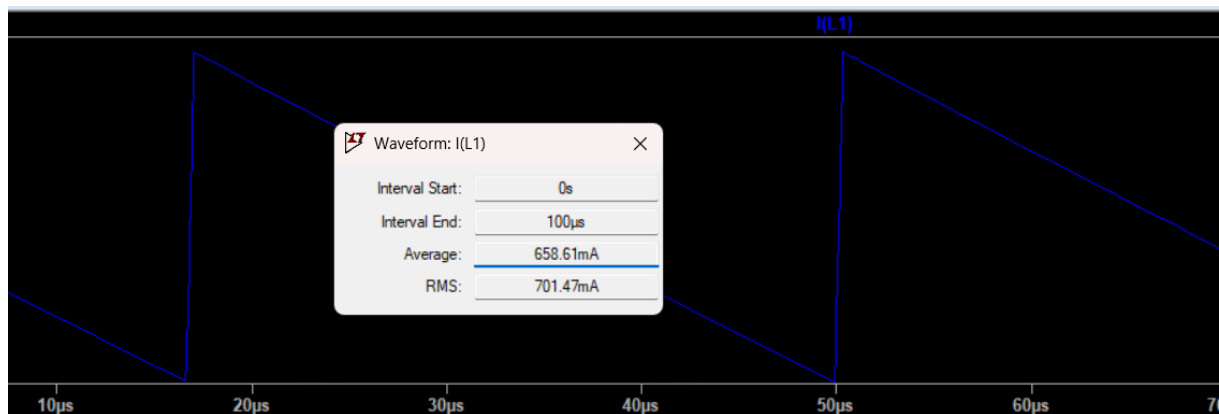 I(L1)
Waveform: I(L1)
Interval Start: 0s
Interval End: 100µs
Average: 658.61mA
RMS: 701.47mA
10µs 20µs 30µs 40µs 50µs 60µs